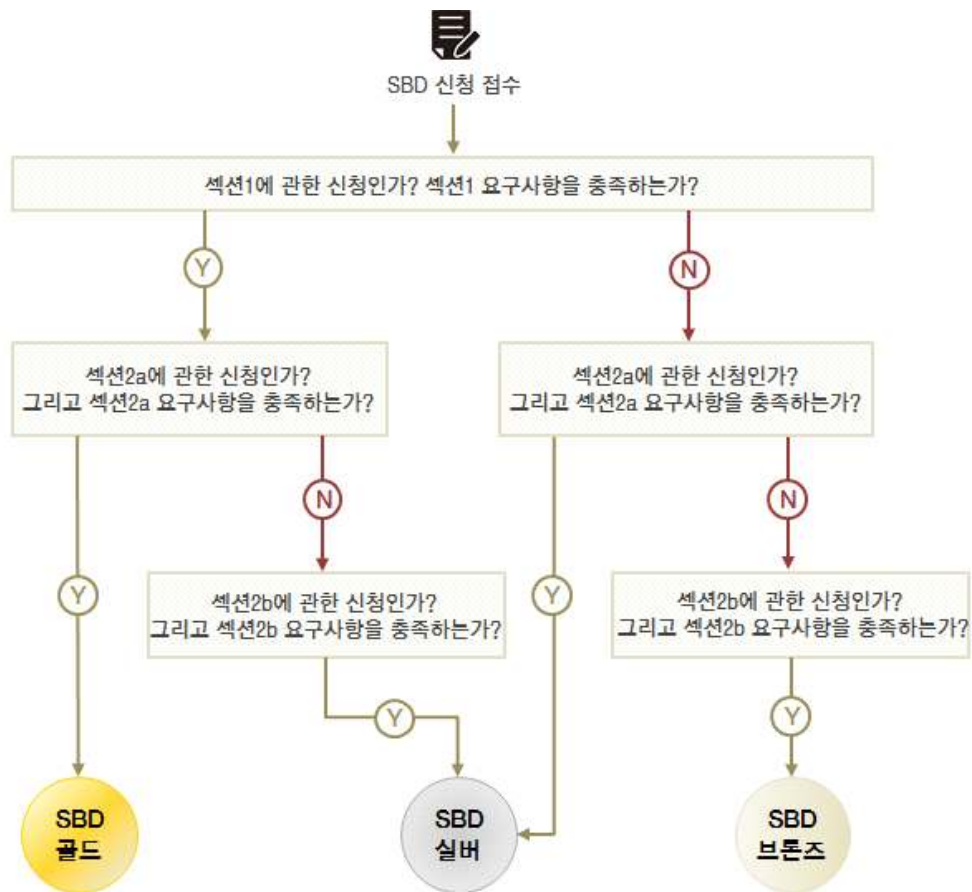 SBD 신청 접수
섹션1에 관한 신청인가? 섹션1 요구사항을 충족하는가?
Y
N
섹션2a에 관한 신청인가?
그리고 섹션2a 요구사항을 충족하는가?
섹션2a에 관한 신청인가?
그리고 섹션2a 요구사항을 충족하는가?
N
N
Y
섹션2b에 관한 신청인가?
그리고 섹션2b 요구사항을 충족하는가?
Y
섹션2b에 관한 신청인가?
그리고 섹션2b 요구사항을 충족하는가?
Y
Y
SBD
골드
SBD
실버
SBD
브론즈